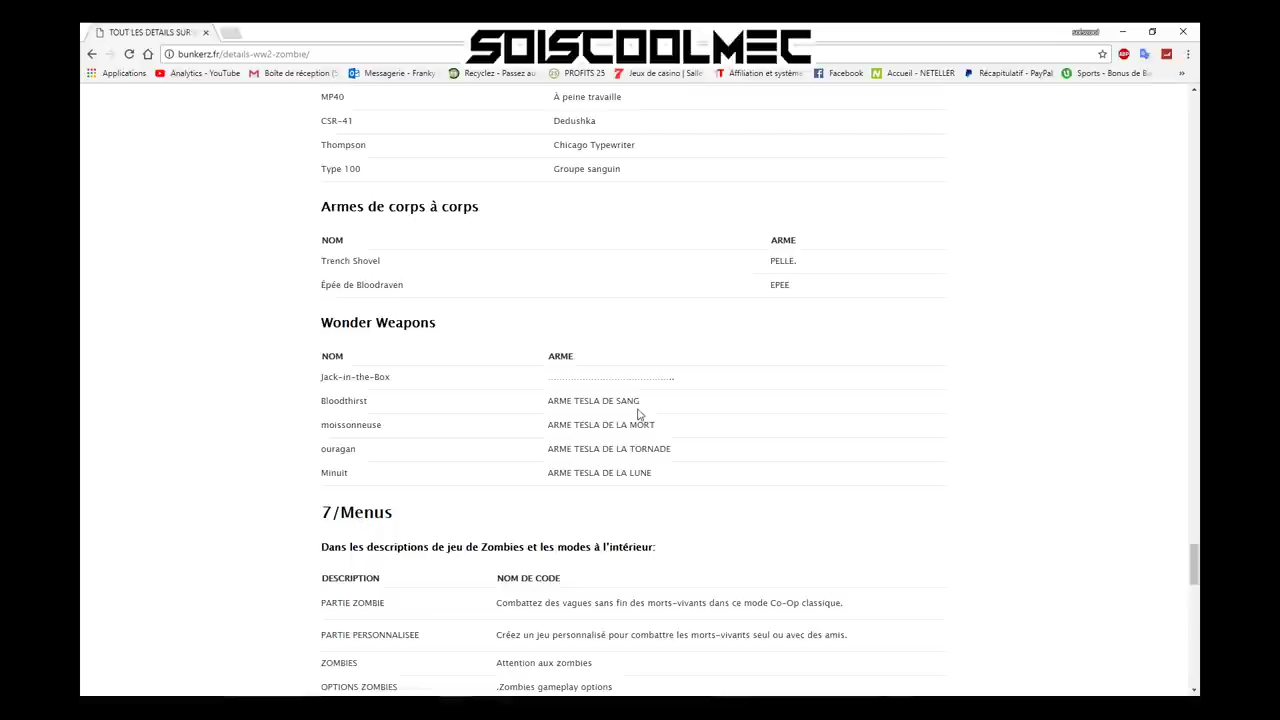 TOUT LES DETAILS SUR
SOISCOOLMEC
soiscool
bunkerz.fr/details-ww2-zombie/
Applications Analytics - YouTube Boîte de réception ( Messagerie - Franky Recyclez - Passez au PROFITS 25 Jeux de casino | Salle Affiliation et système Facebook Accueil - NETELLER Récapitulatif - PayPal Sports - Bonus de Bi »
MP40 À peine travaille
CSR-41 Dedushka
Thompson Chicago Typewriter
Type 100 Groupe sanguin
Armes de corps à corps
NOM ARME
Trench Shovel PELLE.
Épée de Bloodraven EPEE
Wonder Weapons
NOM ARME
Jack-in-the-Box ………………………………………..
Bloodthirst ARME TESLA DE SANG
moissonneuse ARME TESLA DE LA MORT
ouragan ARME TESLA DE LA TORNADE
Minuit ARME TESLA DE LA LUNE
7/Menus
Dans les descriptions de jeu de Zombies et les modes à l'intérieur:
DESCRIPTION NOM DE CODE
PARTIE ZOMBIE Combattez des vagues sans fin des morts-vivants dans ce mode Co-Op classique.
PARTIE PERSONNALISEE Créez un jeu personnalisé pour combattre les morts-vivants seul ou avec des amis.
ZOMBIES Attention aux zombies
OPTIONS ZOMBIES .Zombies gameplay options